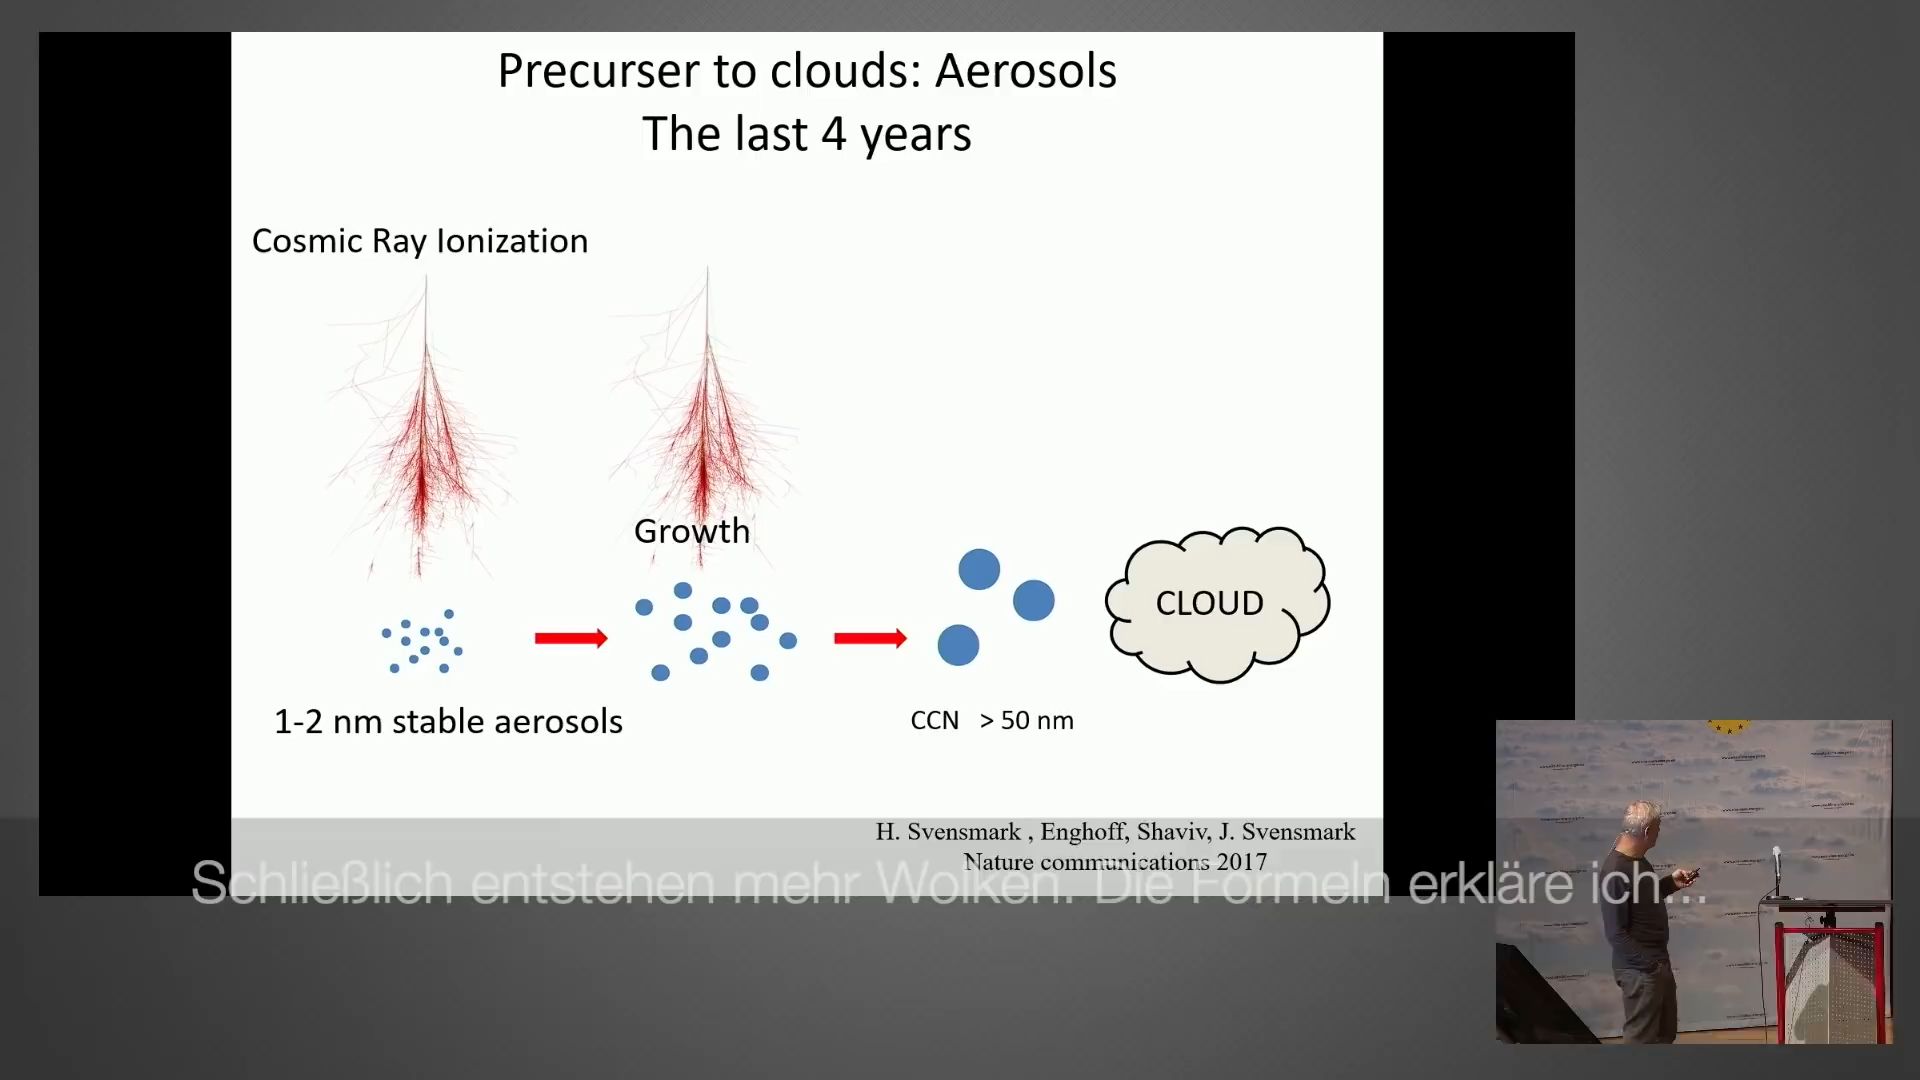 Precurser to clouds: Aerosols
The last 4 years
Cosmic Ray Ionization
Growth
CLOUD
1-2 nm stable aerosols
CCN > 50 nm
H. Svensmark , Enghoff, Shaviv, J. Svensmark
Nature communications 2017
Schließlich entstehen mehr Wolken. Die Formeln erkläre ich...